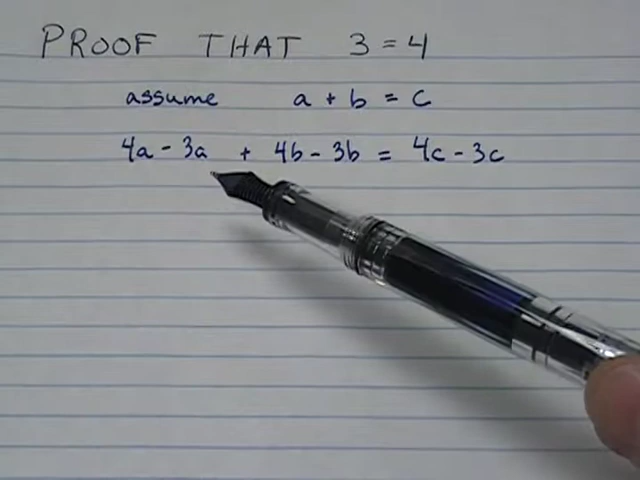 PROOF THAT 3 = 4
assume a + b = c
4a - 3a + 4b - 3b = 4c - 3c